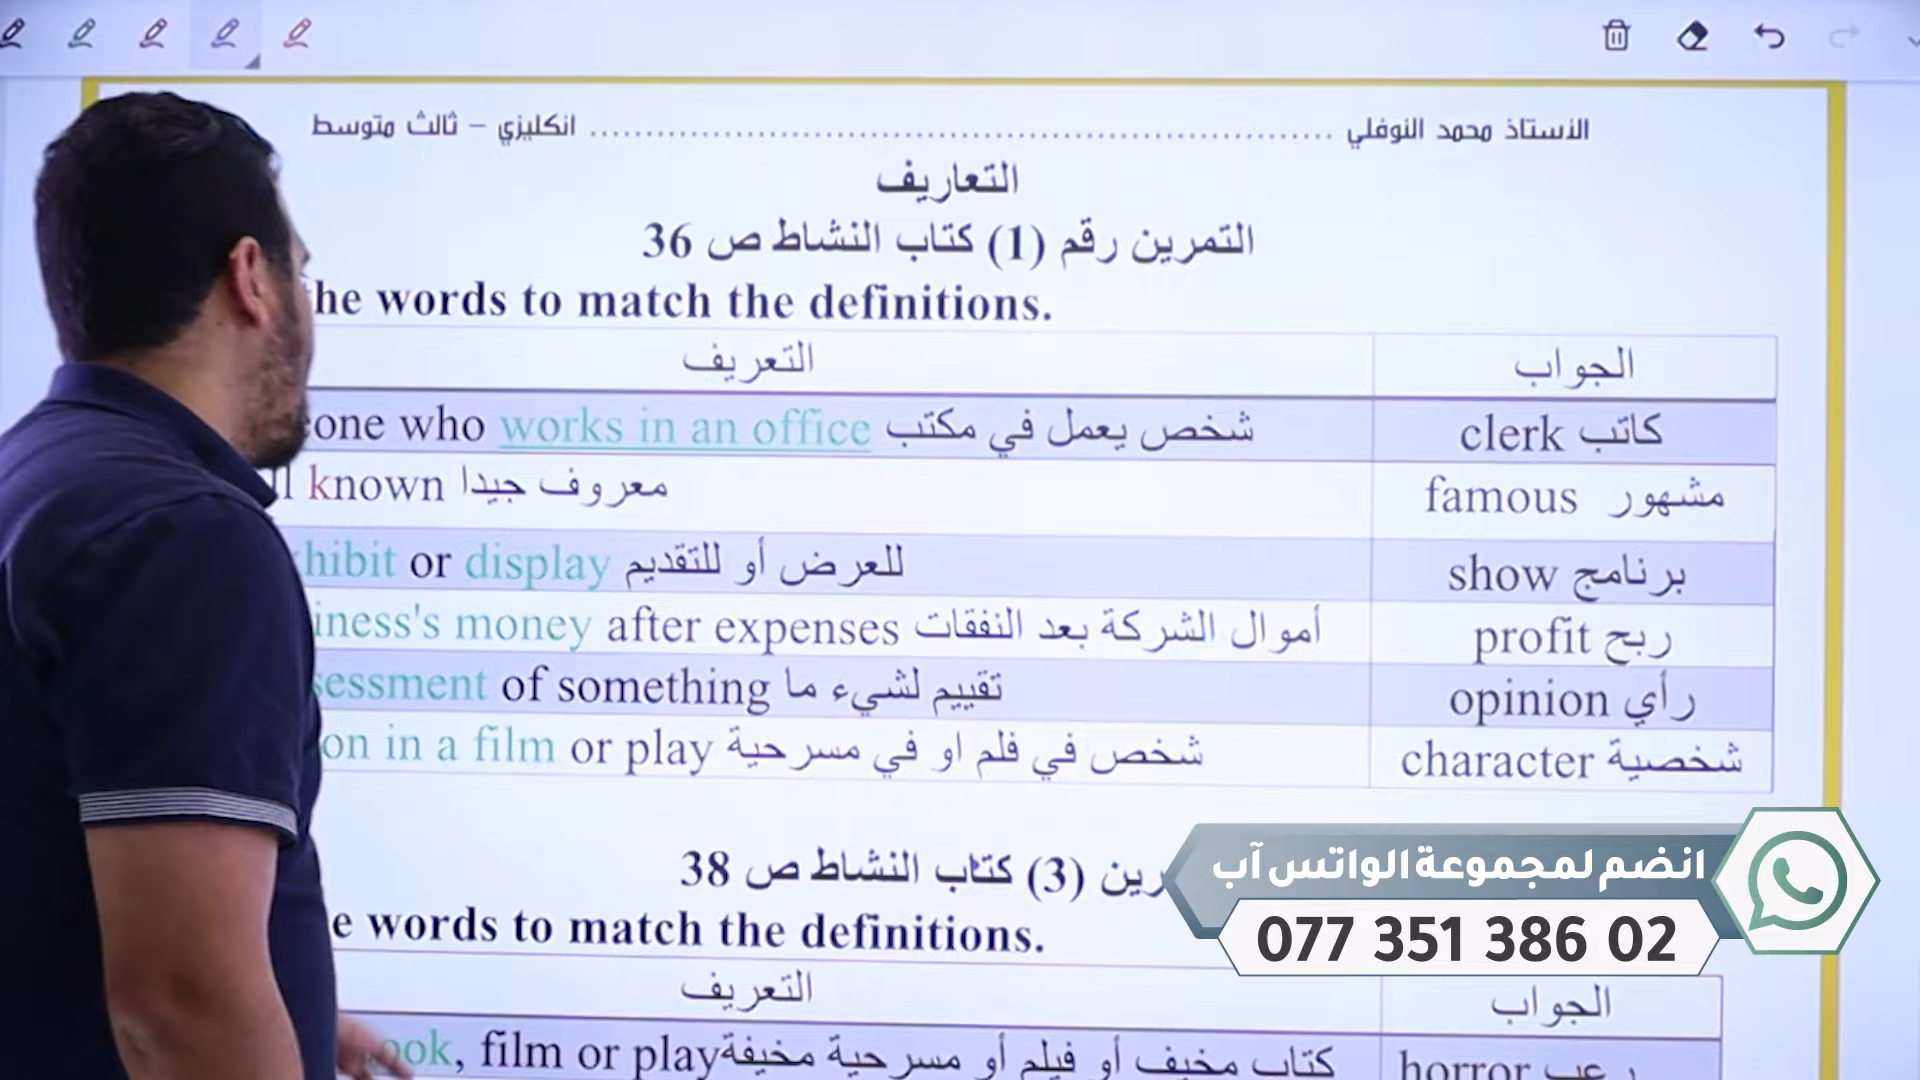 الأستاذ محمد النوفلي ........................ انكليزي – ثالث متوسط
التعاريف
التمرين رقم (1) كتاب النشاط ص 36
he words to match the definitions.
التعريف الجواب
one who works in an office شخص يعمل في مكتب clerk كاتب
l known معروف جيدا famous مشهور
hibit or display للعرض أو للتقديم show برنامج
iness's money after expenses أموال الشركة بعد النفقات profit ربح
sessment of something تقييم لشيء ما opinion رأي
on in a film or play شخص في فلم او في مسرحية character شخصية
رين (3) كتاب النشاط ص 38
e words to match the definitions.
التعريف الجواب
ook, film or play كتاب مخيف أو فيلم أو مسرحية مخيفة horror رعب
انضم لمجموعة الواتس آب
077 351 386 02